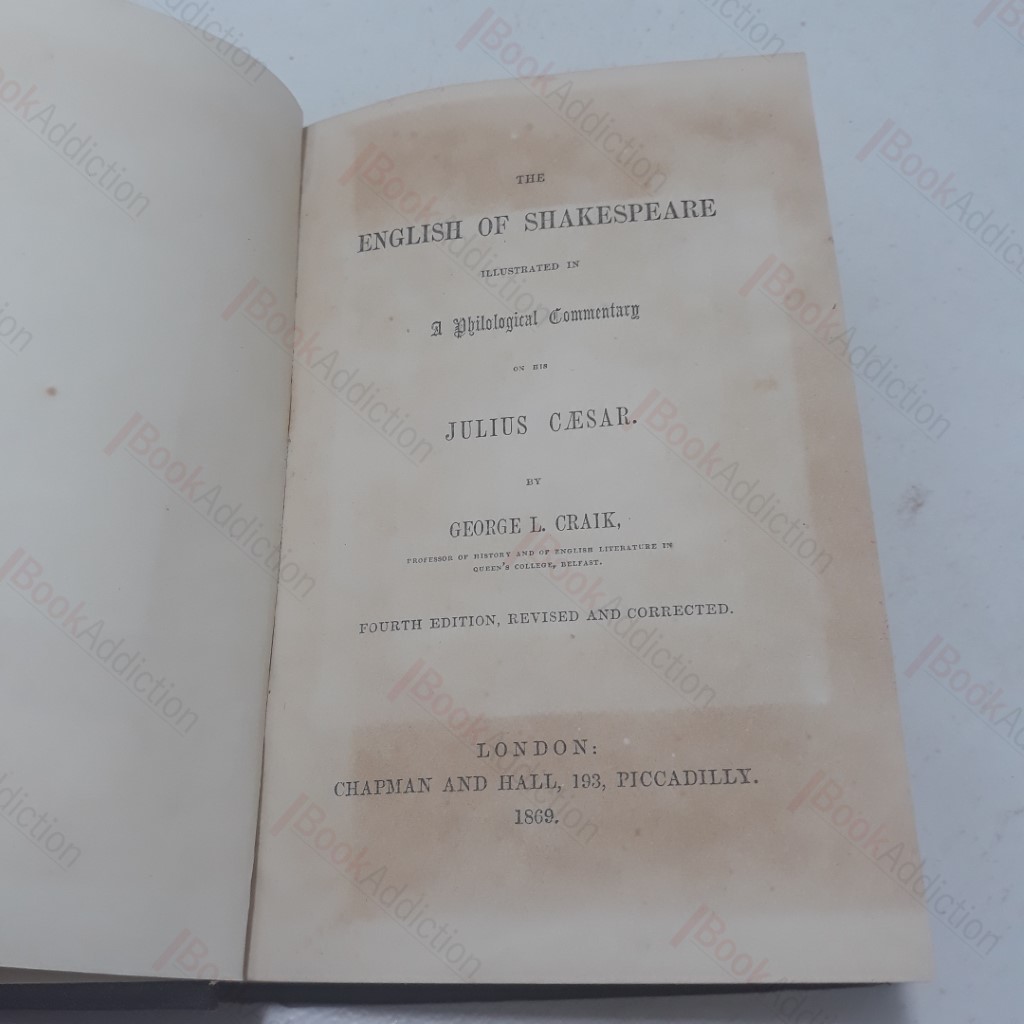 THE
ENGLISH OF SHAKESPEARE
ILLUSTRATED IN
A Philological Commentary
ON HIS
JULIUS CÆSAR.
BY
GEORGE L. CRAIK,
PROFESSOR OF HISTORY AND OF ENGLISH LITERATURE IN
QUEEN'S COLLEGE, BELFAST.
FOURTH EDITION, REVISED AND CORRECTED.
LONDON:
CHAPMAN AND HALL, 193, PICCADILLY.
1869.
BookAddiction